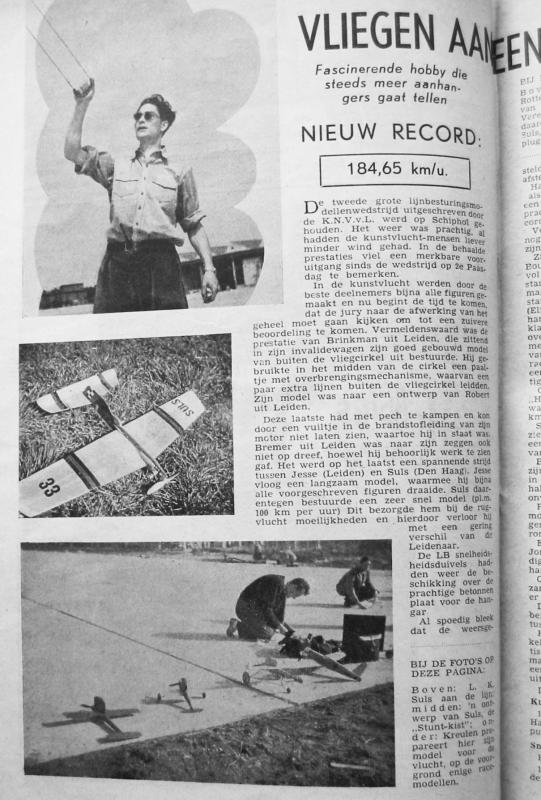 VLIEGEN AAN EEN
Fascinerende hobby die
steeds meer aanhan-
gers gaat tellen
NIEUW RECORD:
184,65 km/u.
De tweede grote lijnbesturingsmo-
dellenwedstrijd uitgeschreven door
de K.N.V.v.L. werd op Schiphol ge-
houden. Het weer was prachtig, al
hadden de kunstvlucht-mensen liever
minder wind gehad. In de behaalde
prestaties viel een merkbare voor-
uitgang sinds de wedstrijd op 2e Paas-
dag te bemerken.
In de kunstvlucht werden door de
beste deelnemers bijna alle figuren ge-
maakt en nu begint de tijd te komen,
dat de jury naar de afwerking van het
geheel moet gaan kijken om tot een zuivere
beoordeling te komen. Vermeldenswaard was de
prestatie van Brinkman uit Leiden, die zittend
in zijn invalidewagen zijn goed gebouwd model
van buiten de vliegcirkel uit bestuurde. Hij ge-
bruikte in het midden van de cirkel een paal-
tje met overbrengingsmechanisme, waarvan een
paar extra lijnen buiten de vliegcirkel leidden.
Zijn model was naar een ontwerp van Robert
uit Leiden.
Deze laatste had met pech te kampen en kon
door een vuiltje in de brandstofleiding van zijn
motor niet laten zien, waartoe hij in staat was.
Bremer uit Leiden was naar zijn zeggen ook
niet op dreef, hoewel hij behoorlijk werk te zien
gaf. Het werd op het laatst een spannende strijd
tussen Jesse (Leiden) en Suls (Den Haag). Jesse
vloog een langzaam model, waarmee hij bijna
alle voorgeschreven figuren draaide. Suls daar-
entegen bestuurde een zeer snel model (pl.m.
100 km per uur) Dit bezorgde hem bij de rug-
vlucht moeilijkheden en hierdoor verloor hij
met een gering
verschil van de
Leidenaar.
De LB snelheids-
heidsduivels had-
den weer de be-
schikking over de
prachtige betonnen
plaat voor de han-
gar
Al spoedig bleek
dat de weersge-
BIJ DE FOTO'S OP
DEZE PAGINA:
Boven: L. K.
Suls aan de lijn;
midden: 'n ont-
werp van Suls, de
„Stunt-kist"; on-
der: Kreulen pre-
pareert hier zijn
model voor de
vlucht, op de voor-
grond enige race-
modellen.
SULS
33